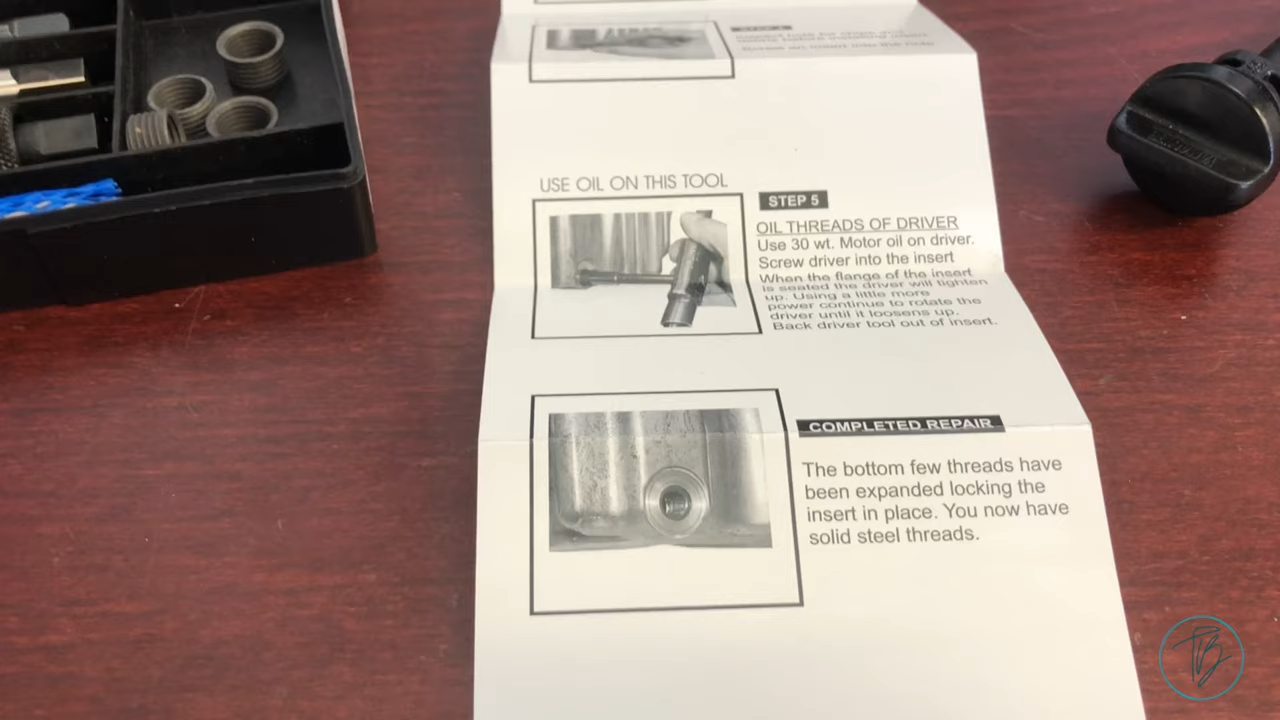 USE OIL ON THIS TOOL
STEP 5
OIL THREADS OF DRIVER
Use 30 wt. Motor oil on driver.
Screw driver into the insert
When the flange of the insert
is seated the driver will tighten
up. Using a little more
power continue to rotate the
driver until it loosens up.
Back driver tool out of insert.
COMPLETED REPAIR
The bottom few threads have
been expanded locking the
insert in place. You now have
solid steel threads.